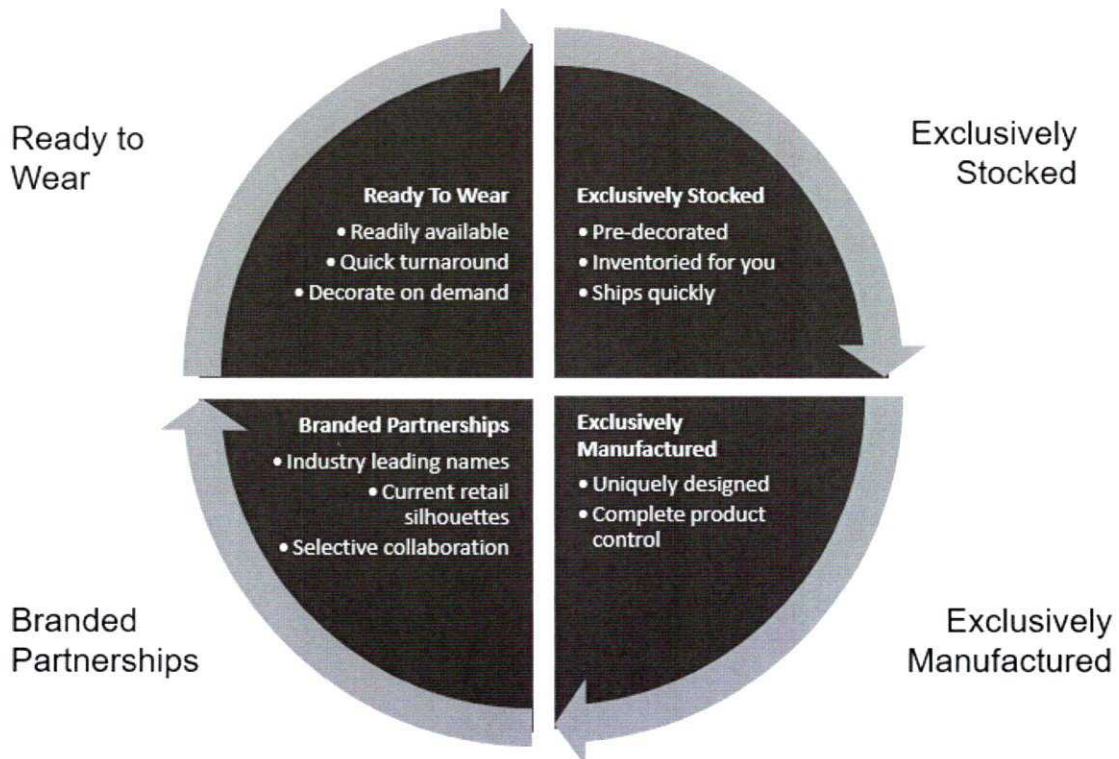 Ready to
Wear
Exclusively
Stocked
Ready To Wear
• Readily available
• Quick turnaround
• Decorate on demand
Exclusively Stocked
• Pre-decorated
• Inventoried for you
• Ships quickly
Branded Partnerships
• Industry leading names
• Current retail
silhouettes
• Selective collaboration
Exclusively
Manufactured
• Uniquely designed
• Complete product
control
Branded
Partnerships
Exclusively
Manufactured